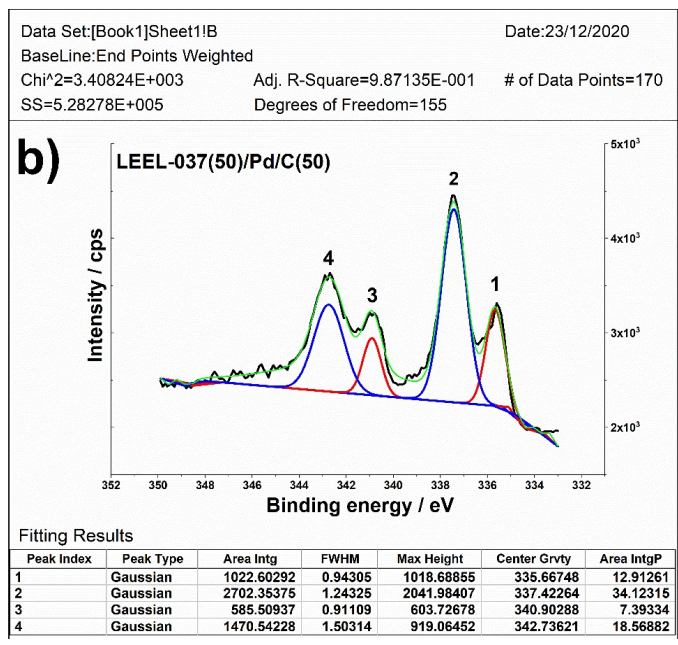 Data Set:[Book1]Sheet1!B Date:23/12/2020
BaseLine:End Points Weighted
Chi^2=3.40824E+003 Adj. R-Square=9.87135E-001 # of Data Points=170
SS=5.28278E+005 Degrees of Freedom=155
b) LEEL-037(50)/Pd/C(50)
5x10³
4x10³
3x10³
2x10³
Intensity / cps
4
3
2
1
352 350 348 346 344 342 340 338 336 334 332
Binding energy / eV
Fitting Results
Peak Index Peak Type Area Intg FWHM Max Height Center Grvty Area IntgP
1 Gaussian 1022.60292 0.94305 1018.68855 335.66748 12.91261
2 Gaussian 2702.35375 1.24325 2041.98407 337.42264 34.12315
3 Gaussian 585.50937 0.91109 603.72678 340.90288 7.39334
4 Gaussian 1470.54228 1.50314 919.06452 342.73621 18.56882